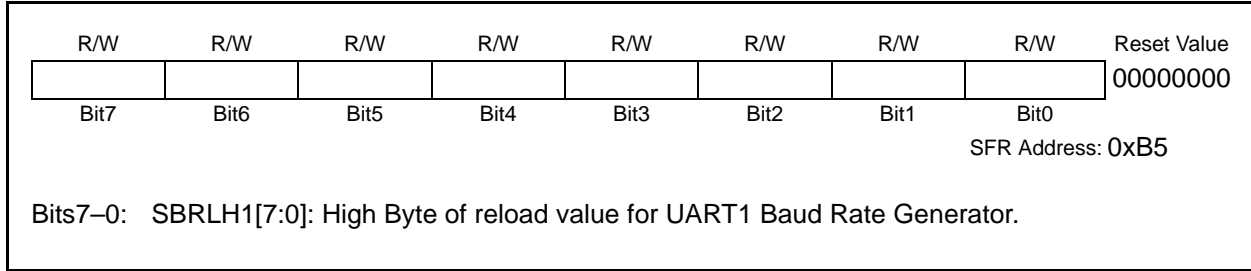 R/W R/W R/W R/W R/W R/W R/W R/W Reset Value
00000000
Bit7 Bit6 Bit5 Bit4 Bit3 Bit2 Bit1 Bit0
SFR Address: 0xB5
Bits7–0: SBRLH1[7:0]: High Byte of reload value for UART1 Baud Rate Generator.